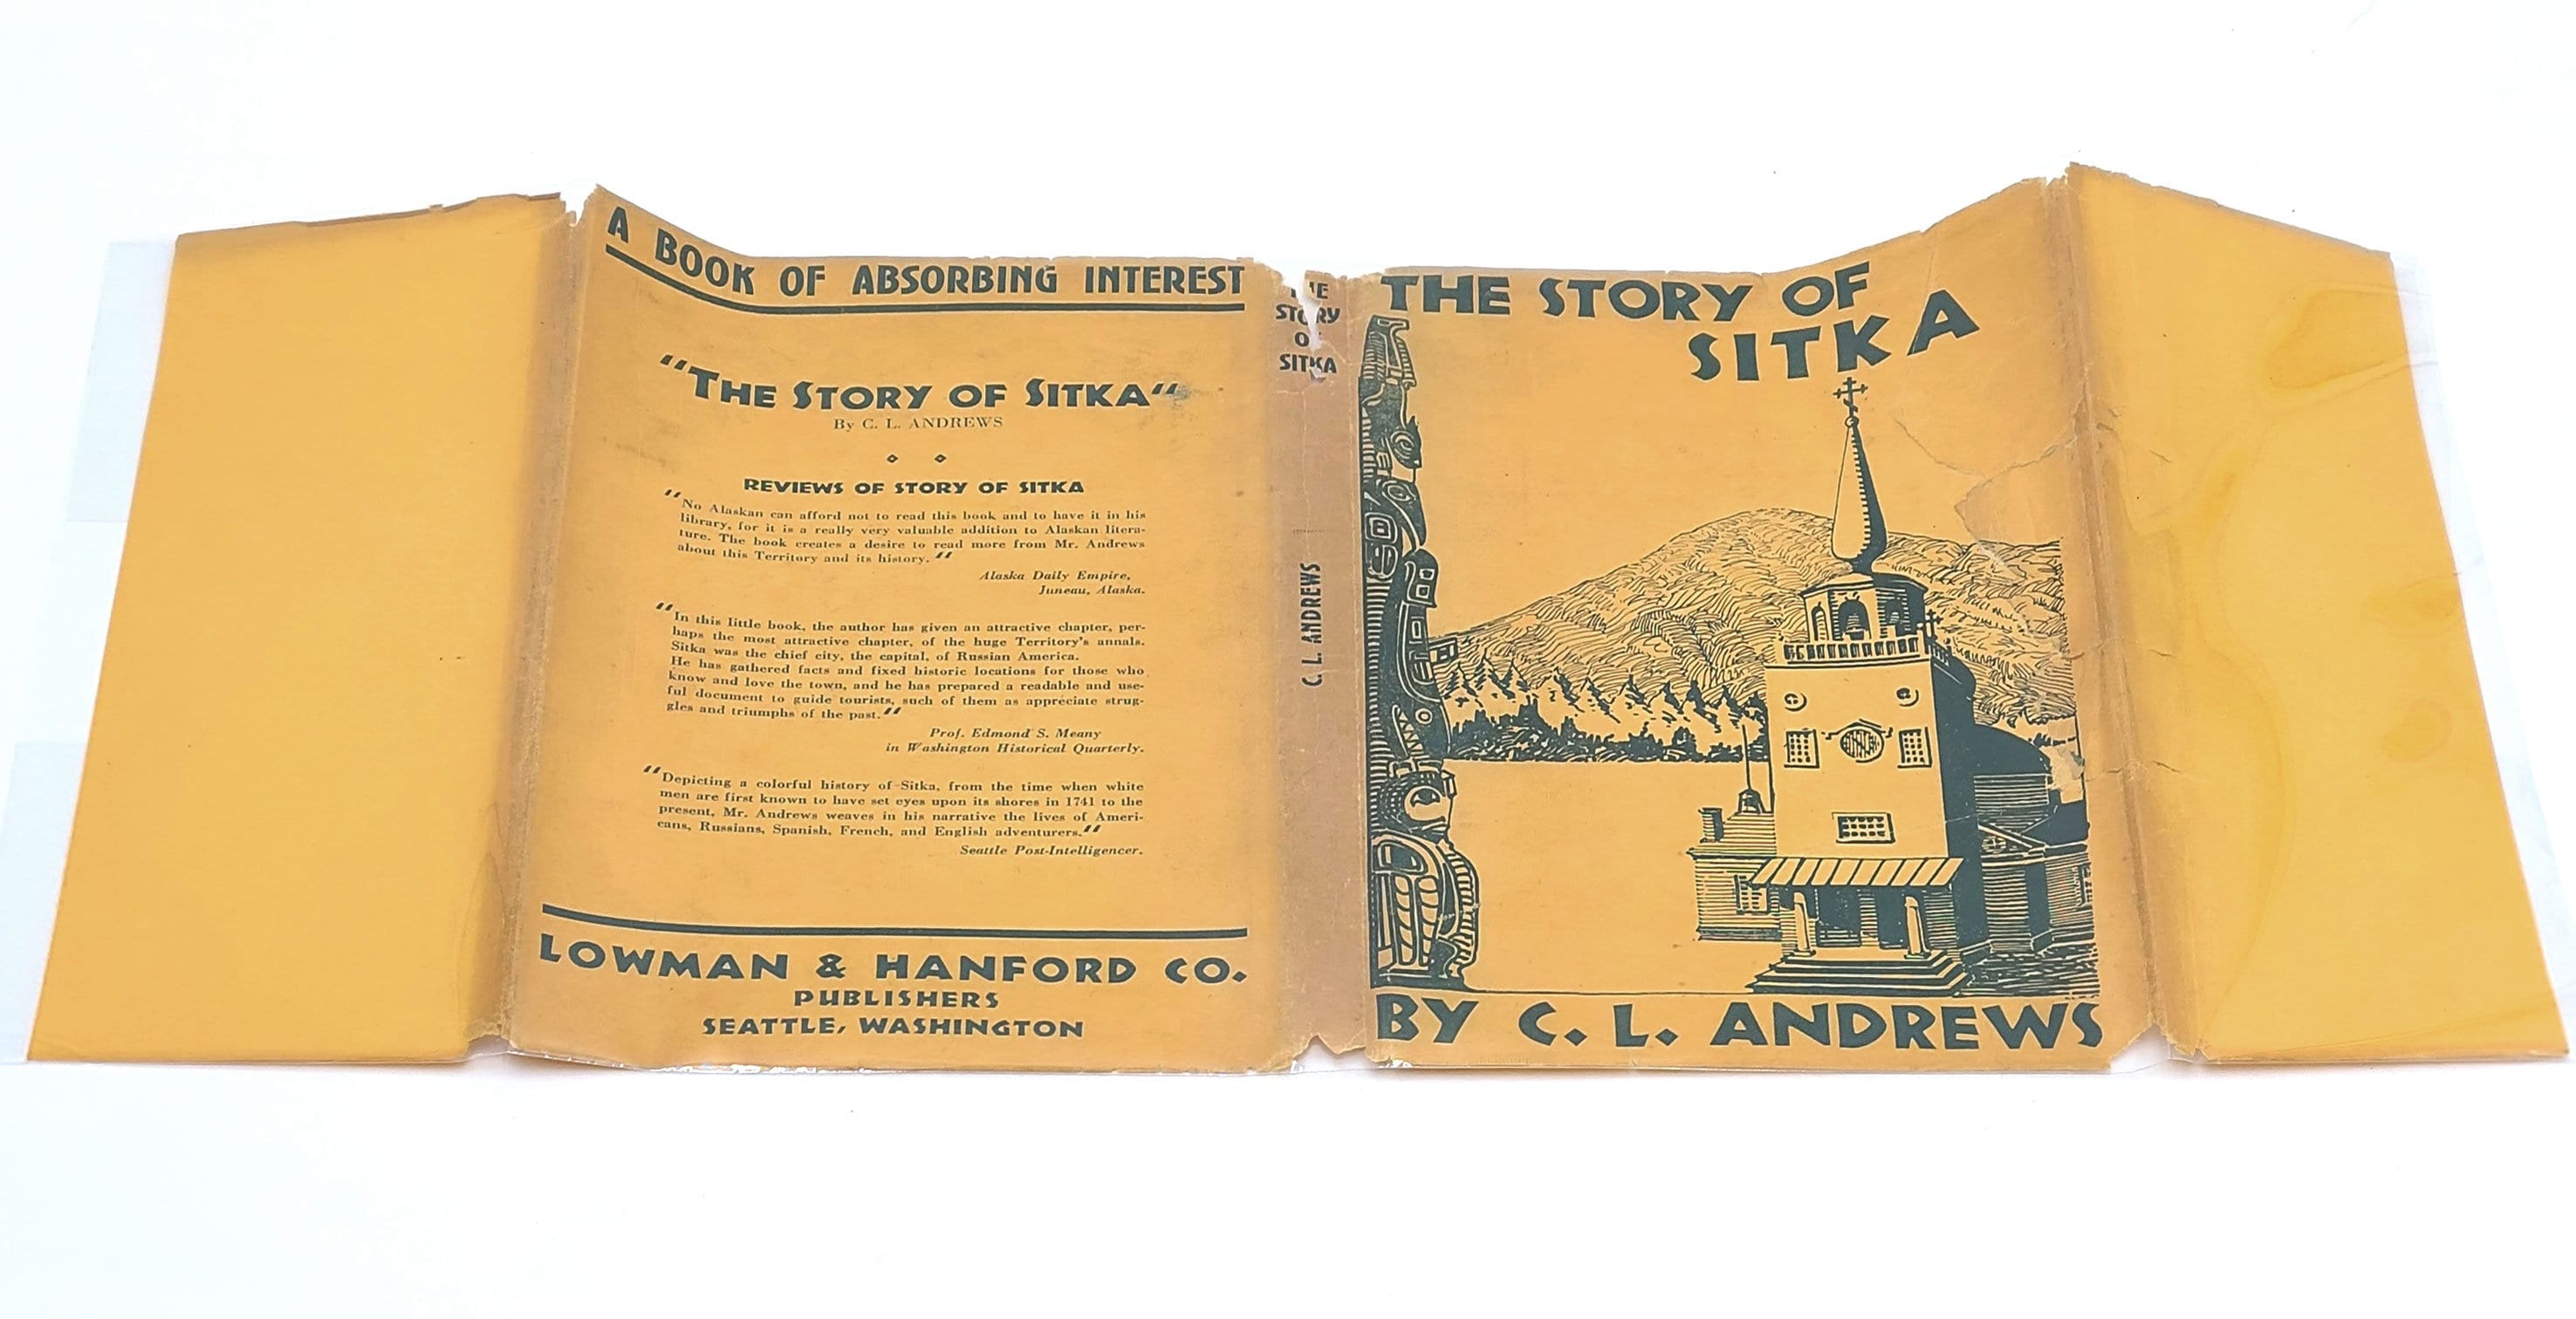 A BOOK OF ABSORBING INTEREST
"THE STORY OF SITKA"
By C. L. ANDREWS
REVIEWS OF STORY OF SITKA
"No Alaskan can afford not to read this book and to have it in his
library, for it is a really very valuable addition to Alaskan litera-
ture. The book creates a desire to read more from Mr. Andrews
about this Territory and its history."
Alaska Daily Empire,
Juneau, Alaska.
"In this little book, the author has given an attractive chapter, per-
haps the most attractive chapter, of the huge Territory's annals.
Sitka was the chief city, the capital, of Russian America.
He has gathered facts and fixed historic locations for those who
know and love the town, and he has prepared a readable and use-
ful document to guide tourists, such of them as appreciate strug-
gles and triumphs of the past."
Prof. Edmond S. Meany
in Washington Historical Quarterly.
"Depicting a colorful history of Sitka, from the time when white
men are first known to have set eyes upon its shores in 1741 to the
present, Mr. Andrews weaves in his narrative the lives of Ameri-
cans, Russians, Spanish, French, and English adventurers."
Seattle Post-Intelligencer.
LOWMAN & HANFORD CO.
PUBLISHERS
SEATTLE, WASHINGTON
THE
STORY
OF
SITKA
C. L. ANDREWS
THE STORY OF
SITKA
BY C. L. ANDREWS